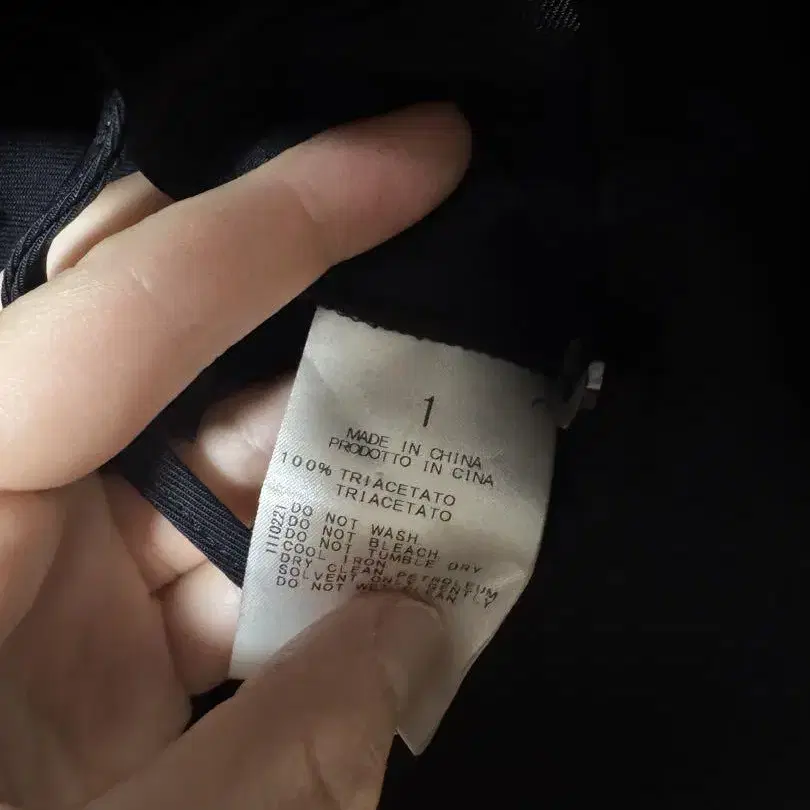 1
MADE IN CHINA
PRODOTTO IN CINA
100% TRIACETATO
TRIACETATO
1110221
DO NOT WASH
DO NOT BLEACH
DO NOT TUMBLE DRY
COOL IRON
DRY CLEAN PETROLEUM
SOLVENT ONLY GENTLY
DO NOT WET CLEAN